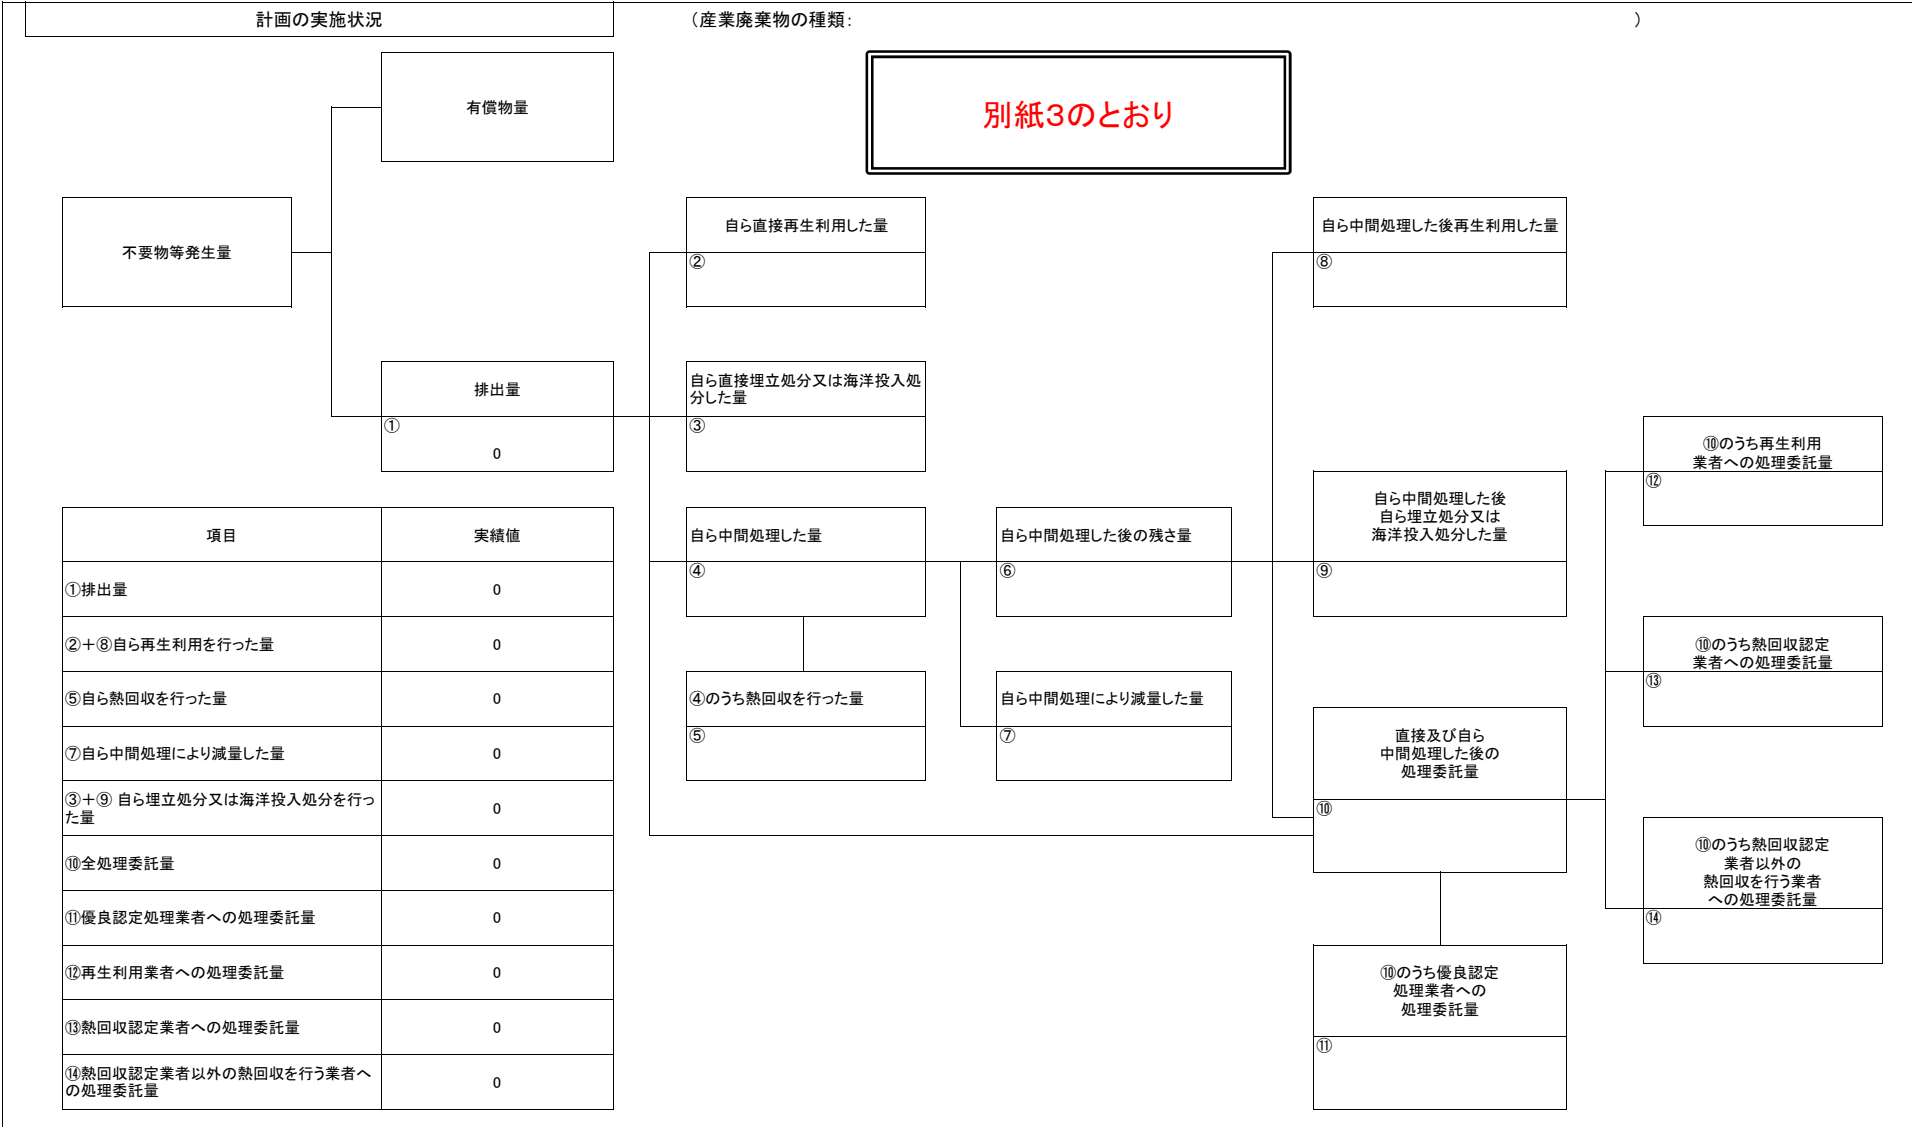 計画の実施状況
（産業廃棄物の種類：
）
有償物量
別紙3のとおり
不要物等発生量
自ら直接再生利用した量
②
自ら中間処理した後再生利用した量
⑧
排出量
①
0
自ら直接埋立処分又は海洋投入処
分した量
③
⑩のうち再生利用
業者への処理委託量
⑫
項目
実績値
①排出量
0
②＋⑧自ら再生利用を行った量
0
⑤自ら熱回収を行った量
0
⑦自ら中間処理により減量した量
0
③＋⑨ 自ら埋立処分又は海洋投入処分を行っ
た量
0
⑩全処理委託量
0
⑪優良認定処理業者への処理委託量
0
⑫再生利用業者への処理委託量
0
⑬熱回収認定業者への処理委託量
0
⑭熱回収認定業者以外の熱回収を行う業者へ
の処理委託量
0
自ら中間処理した量
④
自ら中間処理した後の残さ量
⑥
自ら中間処理した後
自ら埋立処分又は
海洋投入処分した量
⑨
④のうち熱回収を行った量
⑤
自ら中間処理により減量した量
⑦
⑩のうち熱回収認定
業者への処理委託量
⑬
直接及び自ら
中間処理した後の
処理委託量
⑩
⑩のうち熱回収認定
業者以外の
熱回収を行う業者
への処理委託量
⑭
⑩のうち優良認定
処理業者への
処理委託量
⑪